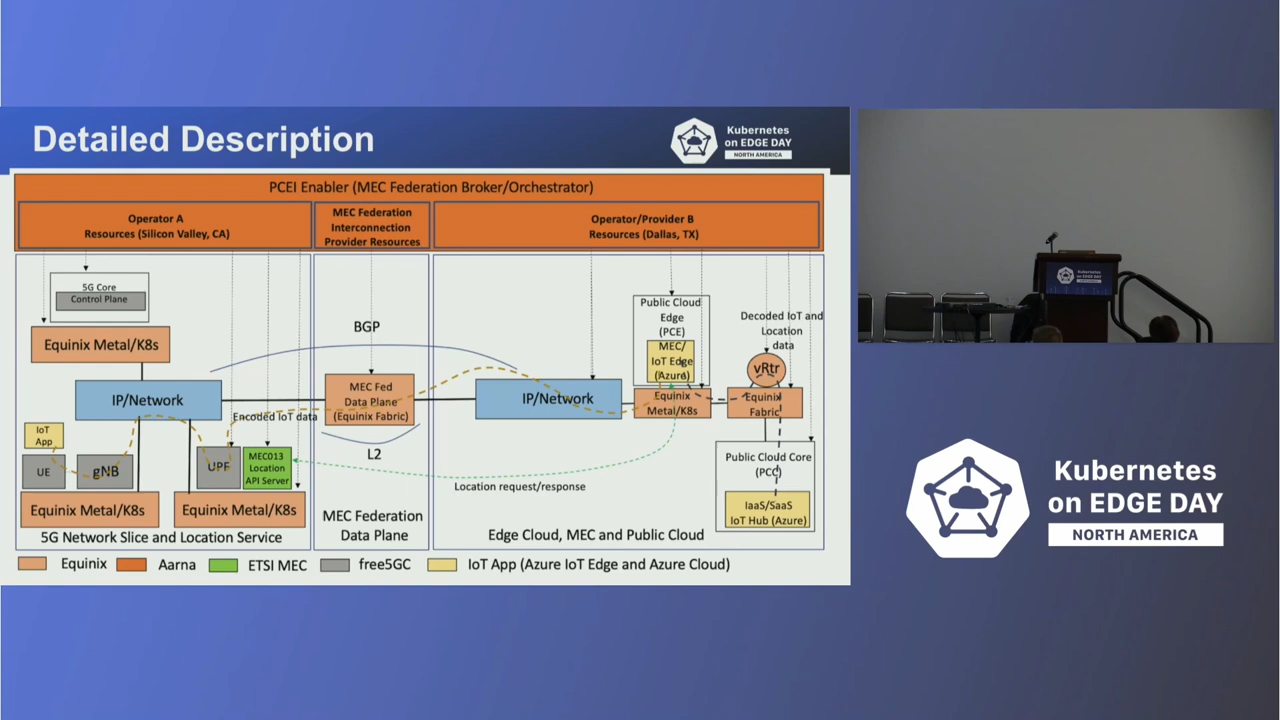 Detailed Description
Kubernetes
on EDGE DAY
NORTH AMERICA
PCEI Enabler (MEC Federation Broker/Orchestrator)
Operator A
Resources (Silicon Valley, CA)
MEC Federation
Interconnection
Provider Resources
Operator/Provider B
Resources (Dallas, TX)
5G Core
Control Plane
Equinix Metal/K8s
IP/Network
Encoded IoT data
IoT
App
UE
gNB
UPF
MEC013
Location
API Server
Equinix Metal/K8s
Equinix Metal/K8s
5G Network Slice and Location Service
BGP
MEC Fed
Data Plane
(Equinix Fabric)
L2
MEC Federation
Data Plane
IP/Network
Public Cloud
Edge
(PCE)
MEC/
IoT Edge
(Azure)
Equinix
Metal/K8s
Decoded IoT and
Location
data
vRtr
Equinix
Fabric
Public Cloud Core
(PCC)
IaaS/SaaS
IoT Hub (Azure)
Location request/response
Edge Cloud, MEC and Public Cloud
Equinix
Aarna
ETSI MEC
free5GC
IoT App (Azure IoT Edge and Azure Cloud)
Kubernetes
on EDGE DAY
NORTH AMERICA